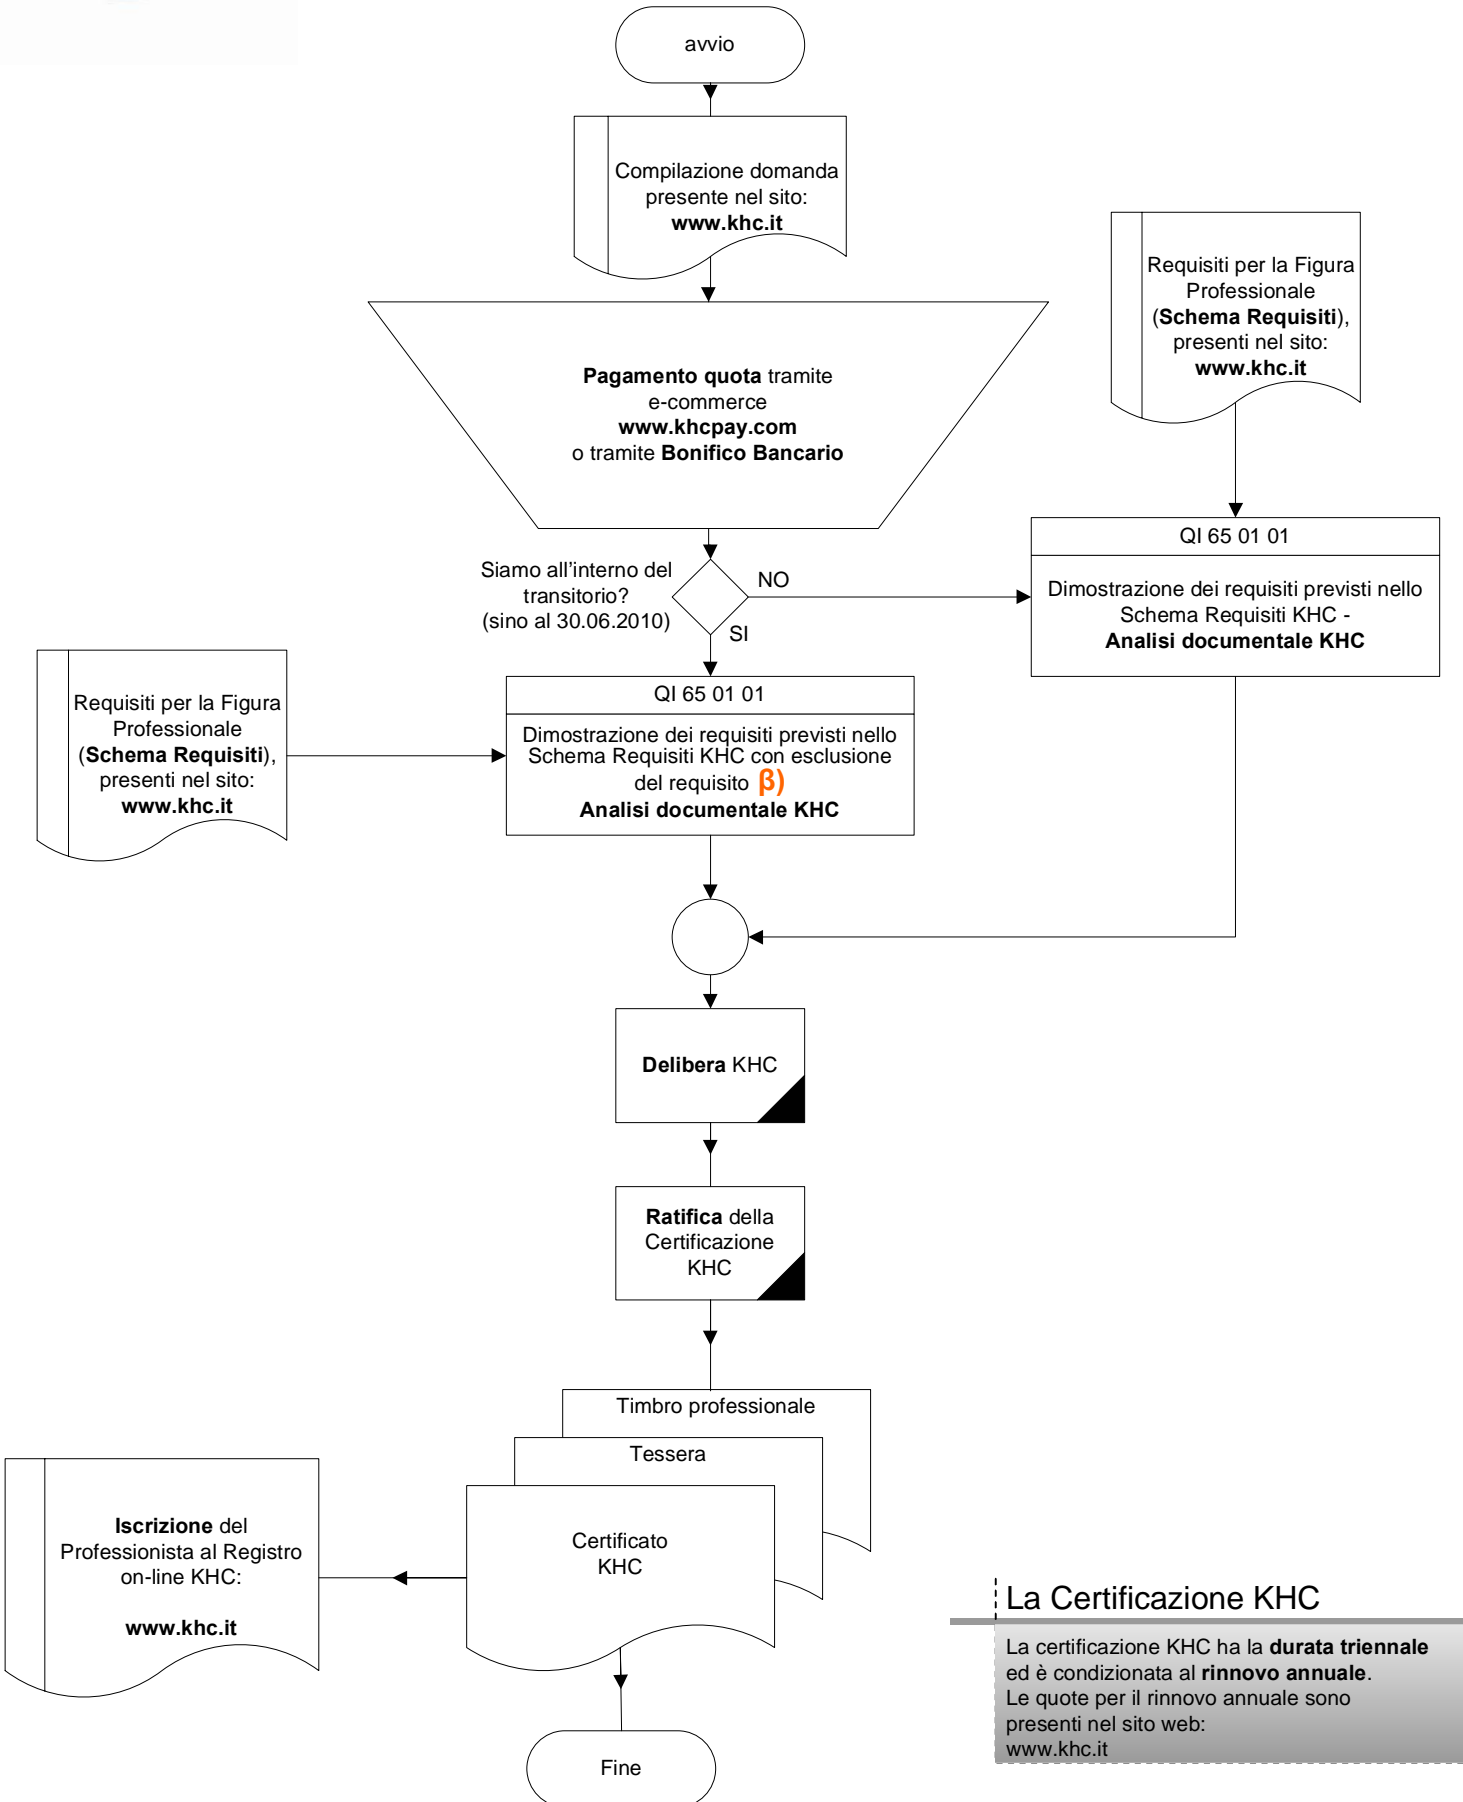 avvio
Compilazione domanda
presente nel sito:
www.khc.it
Requisiti per la Figura
Professionale
(Schema Requisiti),
presenti nel sito:
www.khc.it
Pagamento quota tramite
e-commerce
www.khcpay.com
o tramite Bonifico Bancario
QI 65 01 01
Dimostrazione dei requisiti previsti nello
Schema Requisiti KHC -
Analisi documentale KHC
Siamo all'interno del
transitorio?
(sino al 30.06.2010)
NO
SI
Requisiti per la Figura
Professionale
(Schema Requisiti),
presenti nel sito:
www.khc.it
QI 65 01 01
Dimostrazione dei requisiti previsti nello
Schema Requisiti KHC con esclusione
del requisito β)
Analisi documentale KHC
Delibera KHC
Ratifica della
Certificazione
KHC
Timbro professionale
Tessera
Certificato
KHC
Iscrizione del
Professionista al Registro
on-line KHC:
www.khc.it
Fine
La Certificazione KHC
La certificazione KHC ha la durata triennale
ed è condizionata al rinnovo annuale.
Le quote per il rinnovo annuale sono
presenti nel sito web:
www.khc.it